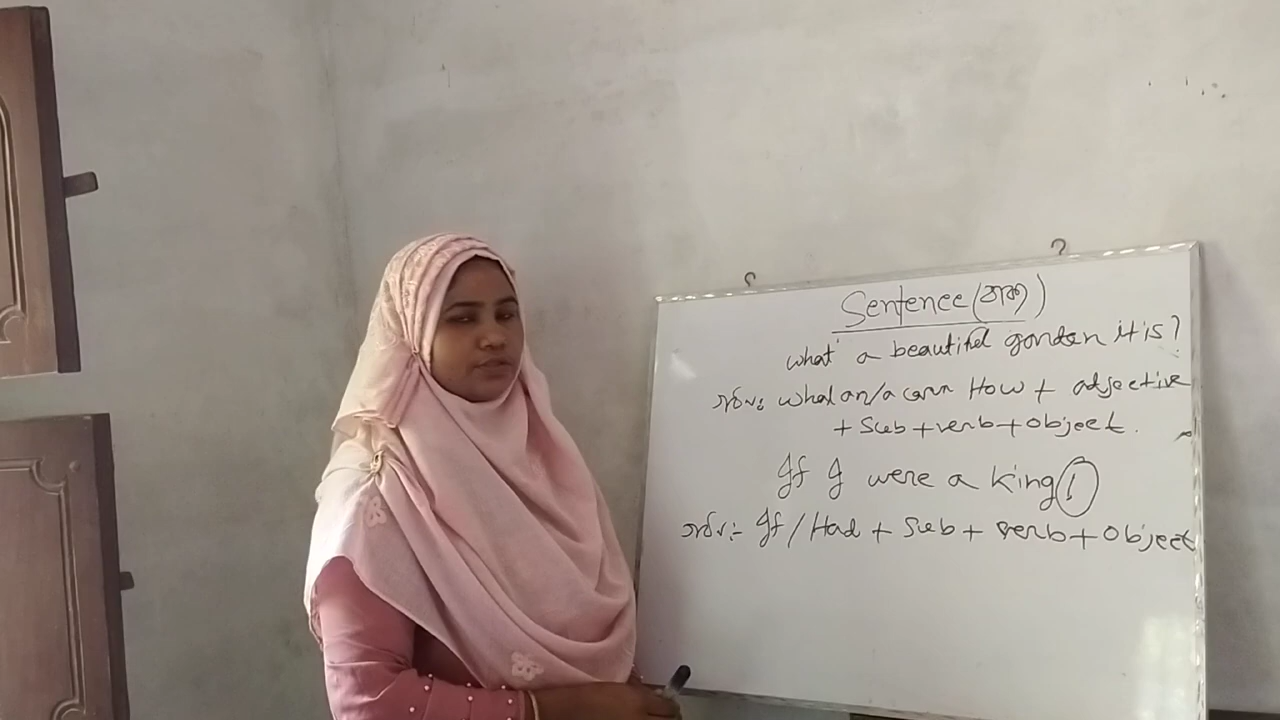 Sentence (বাক্য)
what a beautiful garden it is?
গঠন: what an/a কখন How + adjective
+ Sub + verb + object.
If I were a king!
গঠন:- If / Had + Sub + verb + object